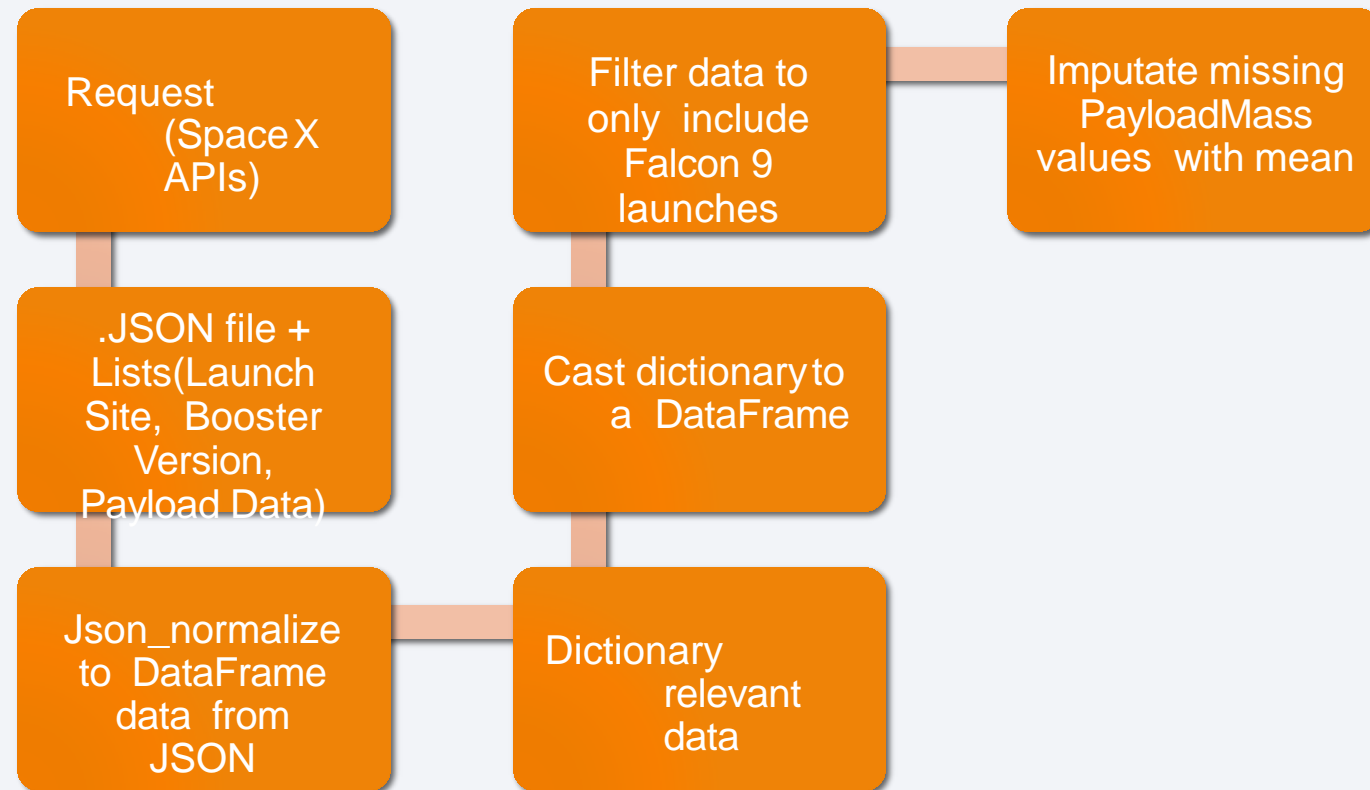 Request
(SpaceX
APIs)
.JSON file +
Lists(Launch
Site, Booster
Version,
Payload Data)
Json_normalize
to DataFrame
data from
JSON
Dictionary
relevant
data
Cast dictionary to
a DataFrame
Filter data to
only include
Falcon 9
launches
Imputate missing
PayloadMass
values with mean